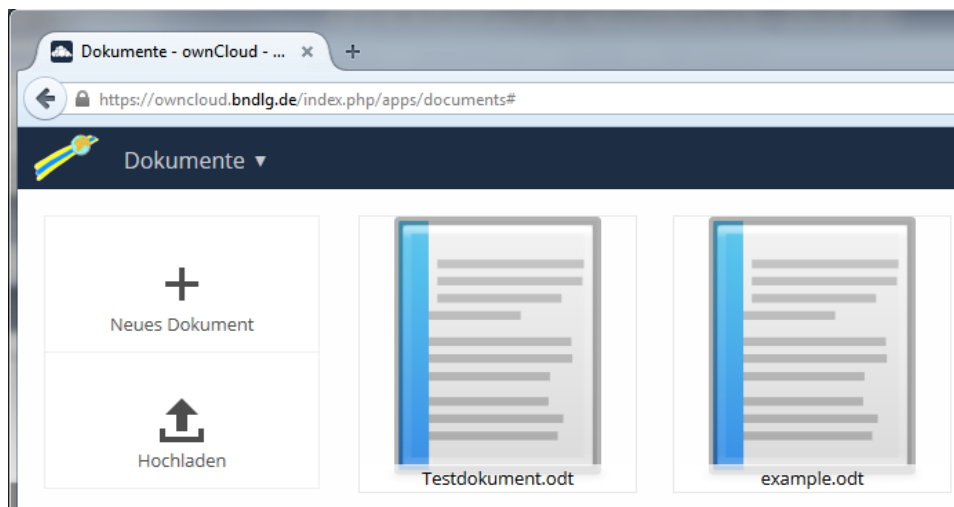 Dokumente - ownCloud - ...
https://owncloud.bndlg.de/index.php/apps/documents#
Dokumente ▾
Neues Dokument
Hochladen
Testdokument.odt
example.odt